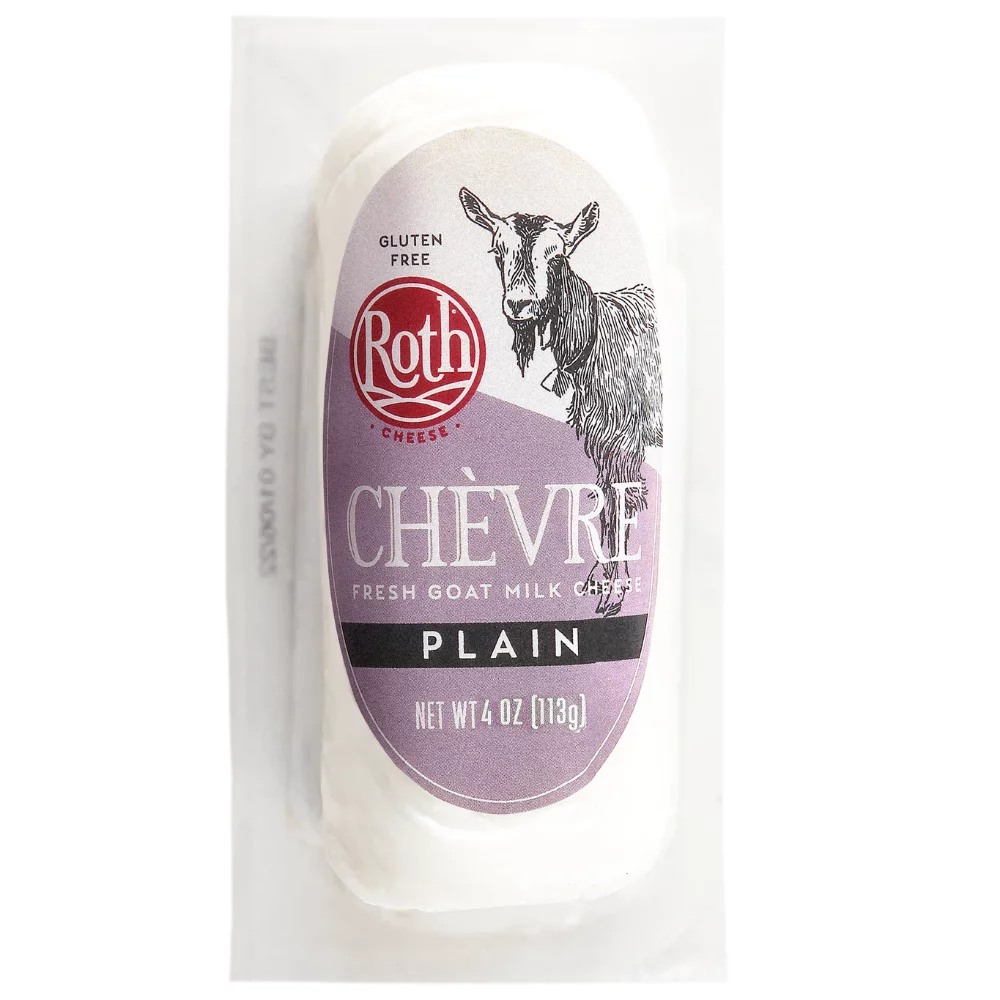 GLUTEN
FREE
Roth
CHEESE
CHÈVRE
FRESH GOAT MILK CHEESE
PLAIN
NET WT 4 OZ (113g)